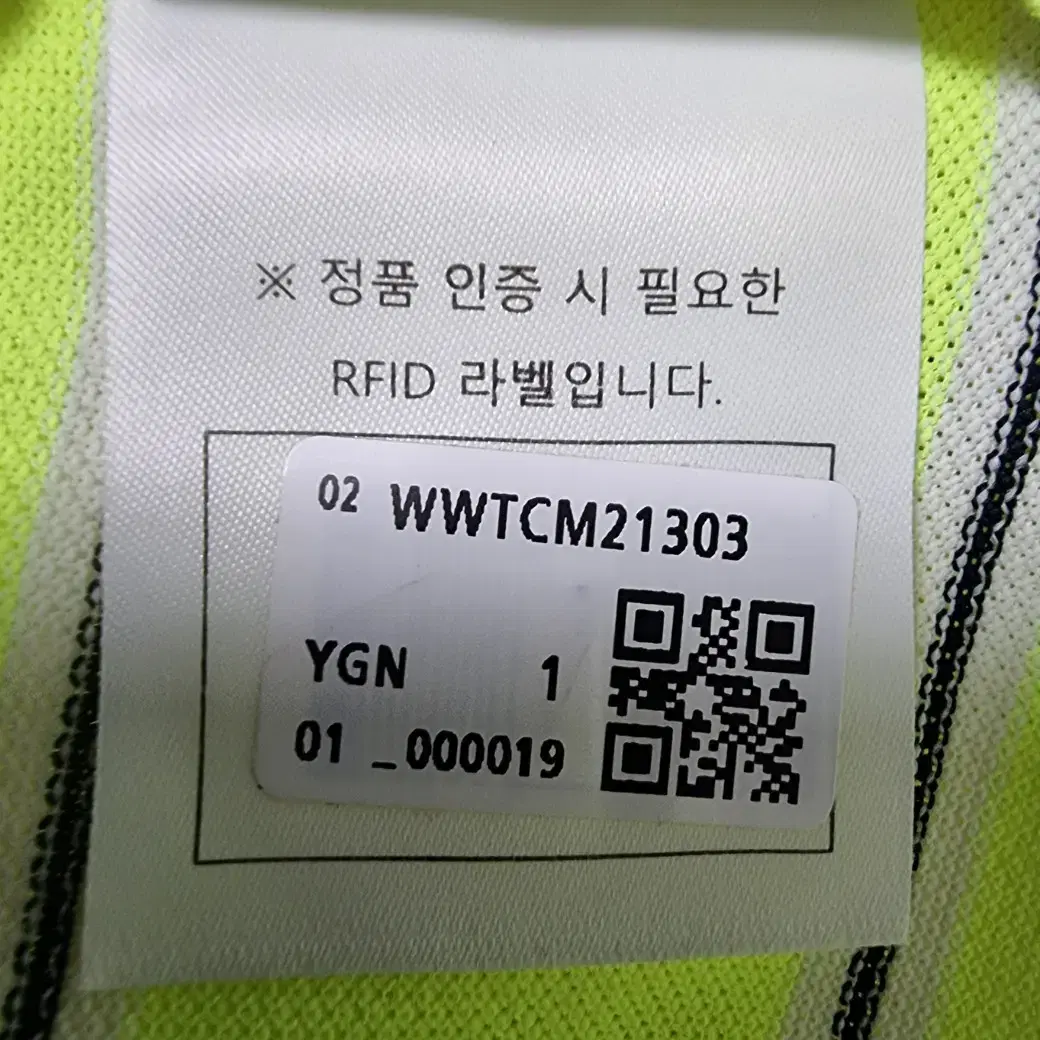 ※ 정품 인증 시 필요한
RFID 라벨입니다.
02 WWTCM21303
YGN 1
01 _000019